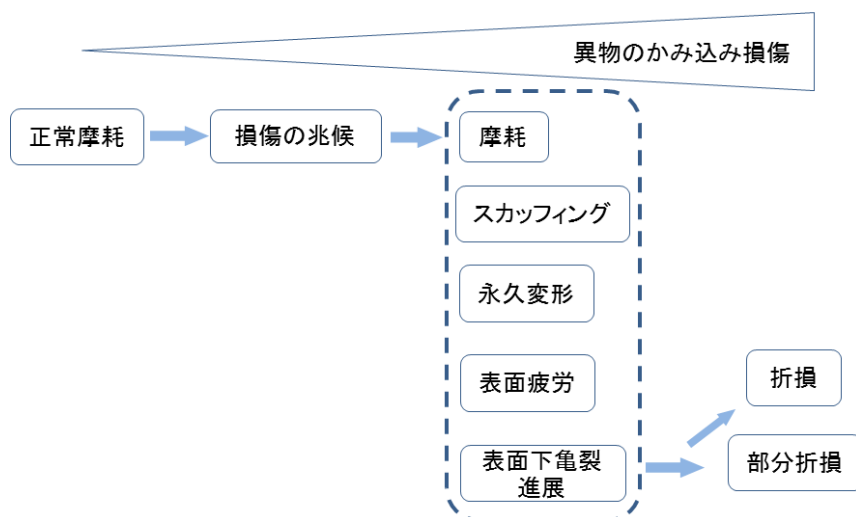 異物のかみ込み損傷
正常摩耗
損傷の兆候
摩耗
スカッフィング
永久変形
表面疲労
表面下亀裂
進展
折損
部分折損